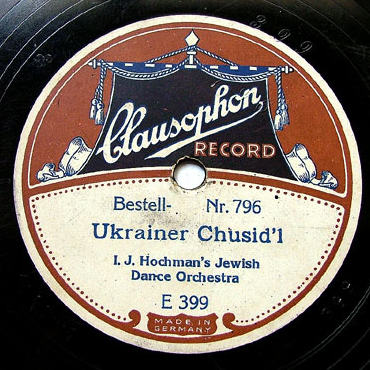 Clausophon
RECORD
Bestell- Nr. 796
Ukrainer Chusid'l
I. J. Hochman's Jewish
Dance Orchestra
E 399
MADE IN
GERMANY